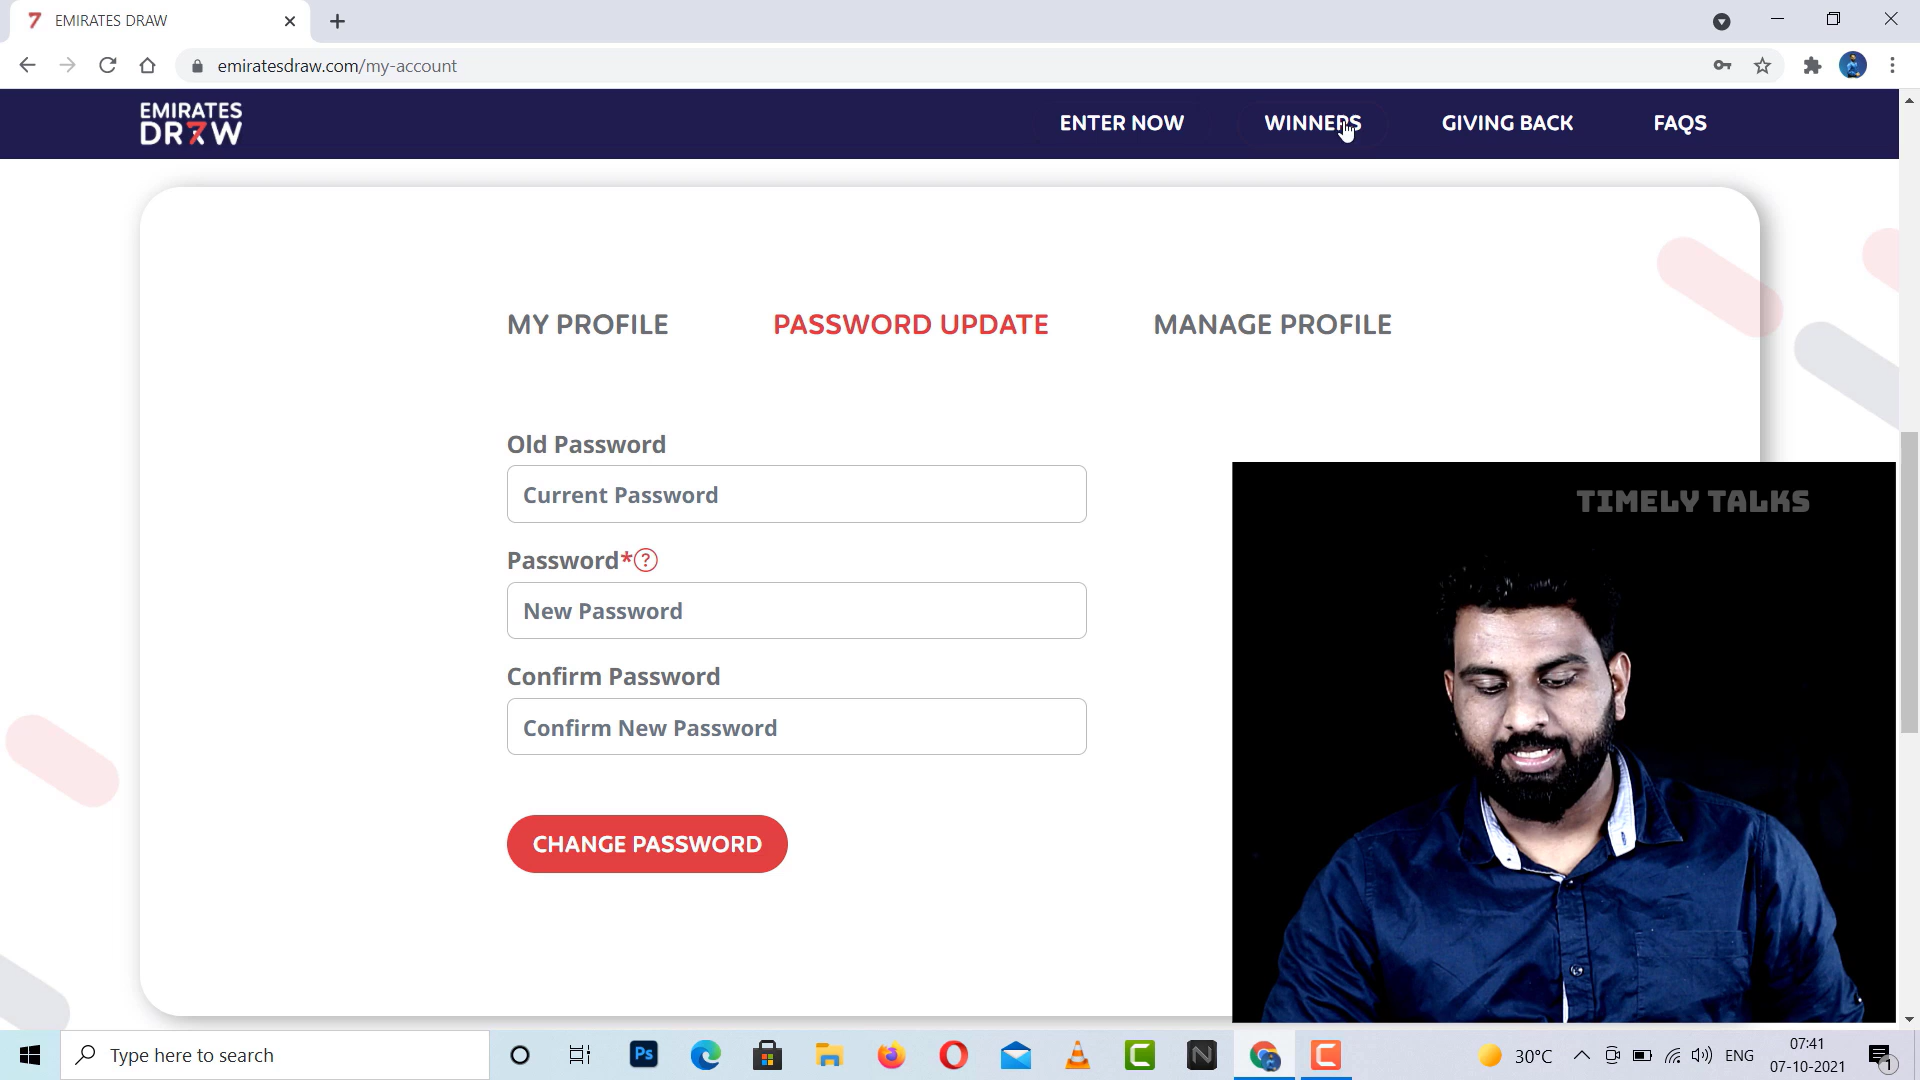 EMIRATES DRAW
emiratesdraw.com/my-account
EMIRATES
DR7W
ENTER NOW
WINNERS
GIVING BACK
FAQS
MY PROFILE
PASSWORD UPDATE
MANAGE PROFILE
Old Password
Current Password
Password*?
New Password
Confirm Password
Confirm New Password
CHANGE PASSWORD
TIMELY TALKS
Type here to search
Ps
C
N
C
30°C
ENG
07:41
07-10-2021
1